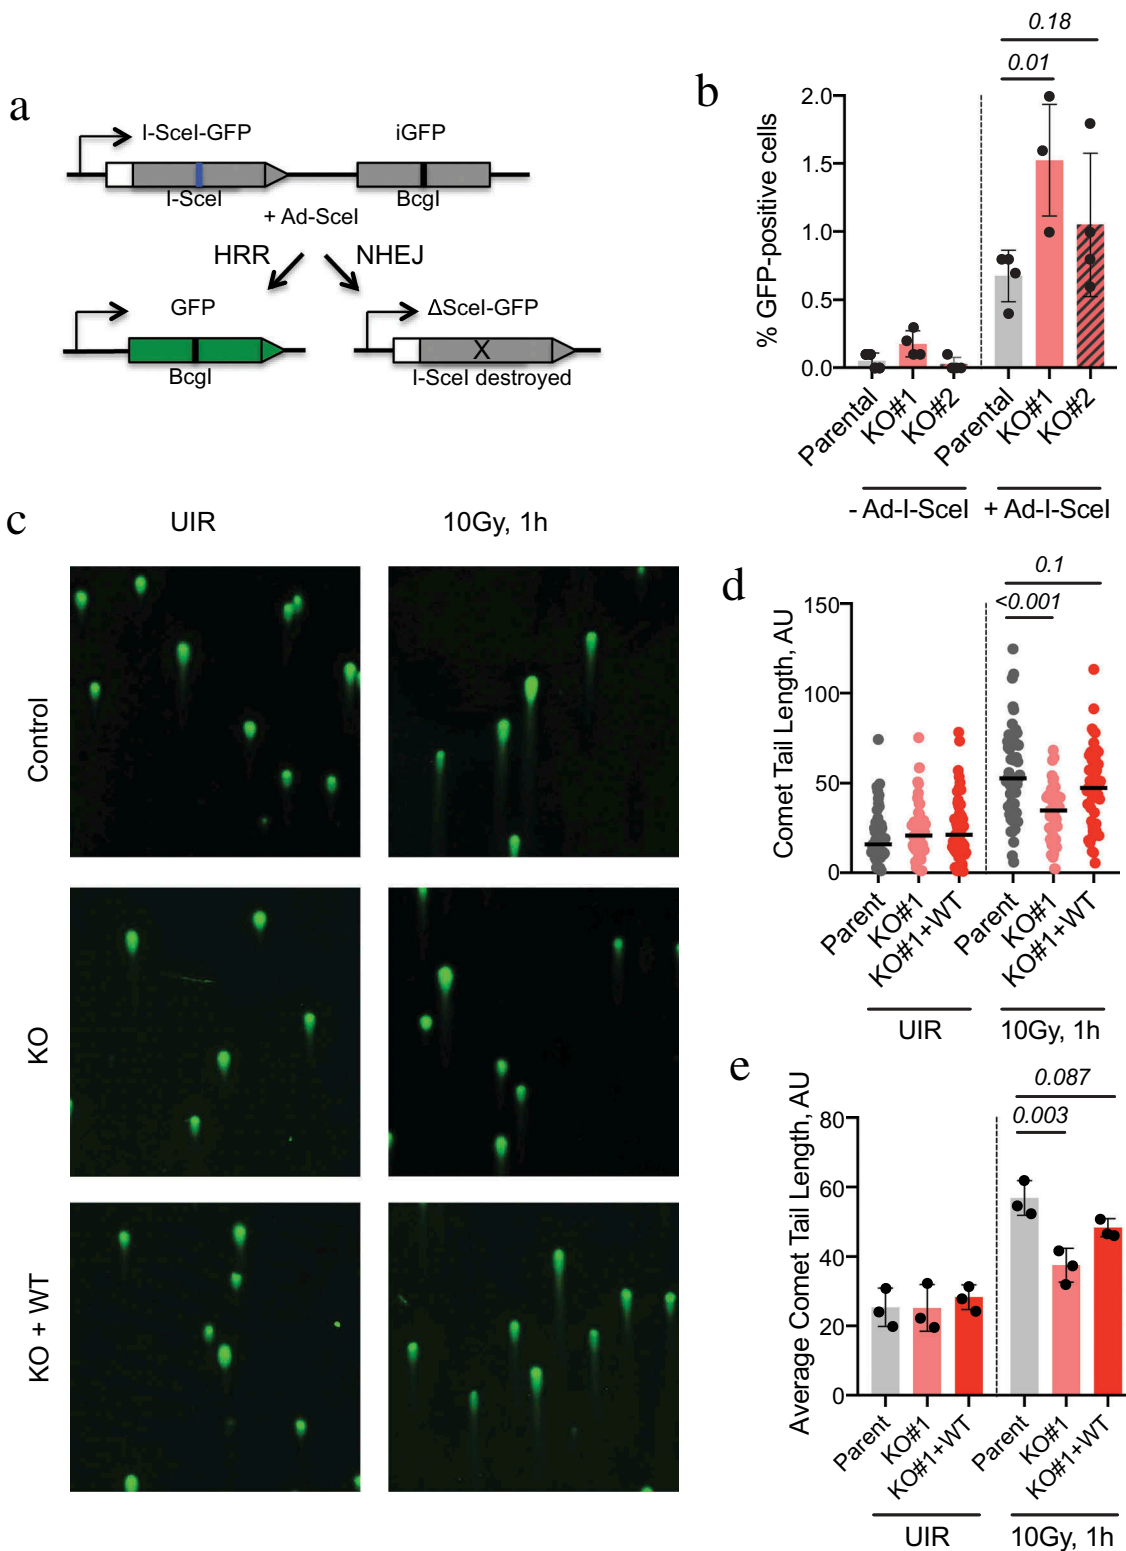 a
I-SceI-GFP
iGFP
I-SceI
BcgI
+ Ad-SceI
HRR
NHEJ
GFP
ΔSceI-GFP
BcgI
X
I-SceI destroyed
b
0.18
0.01
% GFP-positive cells
2.0
1.5
1.0
0.5
0.0
Parental
KO#1
KO#2
Parental
KO#1
KO#2
- Ad-I-SceI
+ Ad-I-SceI
c
UIR
10Gy, 1h
Control
KO
KO + WT
d
0.1
<0.001
Comet Tail Length, AU
150
100
50
0
Parent
KO#1
KO#1+WT
Parent
KO#1
KO#1+WT
UIR
10Gy, 1h
e
0.087
0.003
Average Comet Tail Length, AU
80
60
40
20
0
Parent
KO#1
KO#1+WT
Parent
KO#1
KO#1+WT
UIR
10Gy, 1h